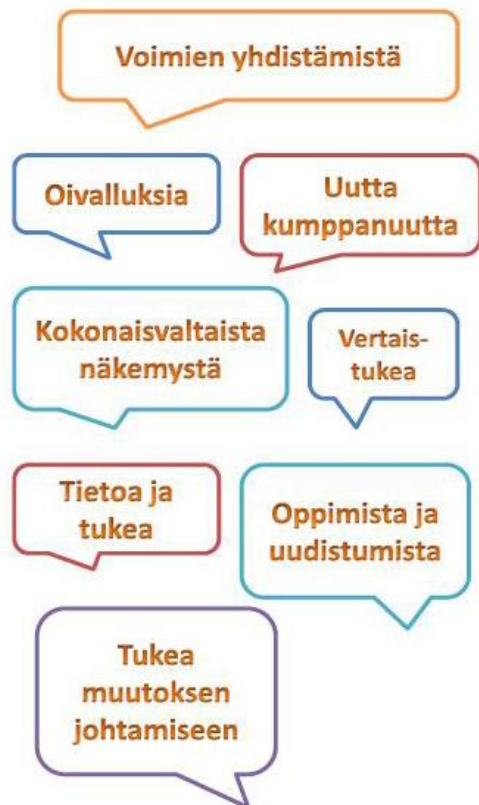 Voimien yhdistämistä
Oivalluksia
Uutta
kumppanuutta
Kokonaisvaltaista
näkemystä
Vertais-
tukea
Tietoa ja
tukea
Oppimista ja
uudistumista
Tukea
muutoksen
johtamiseen